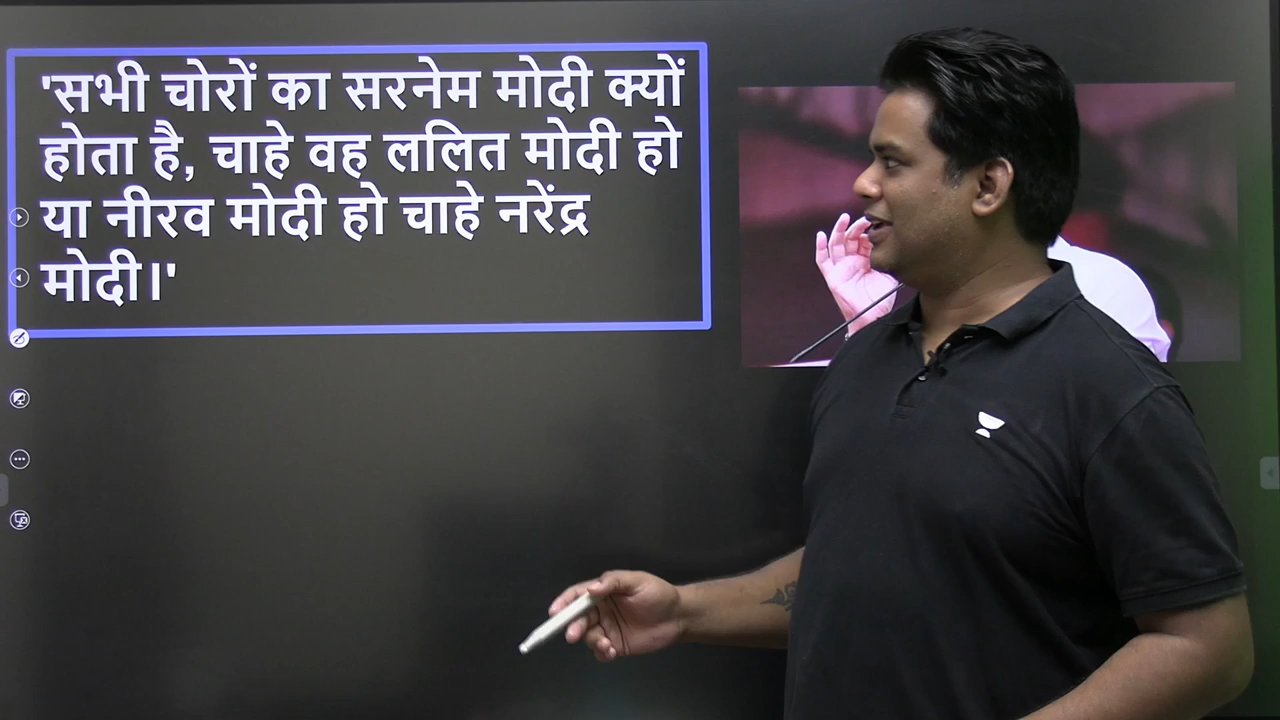 'सभी चोरों का सरनेम मोदी क्यों
होता है, चाहे वह ललित मोदी हो
या नीरव मोदी हो चाहे नरेंद्र
मोदी।'